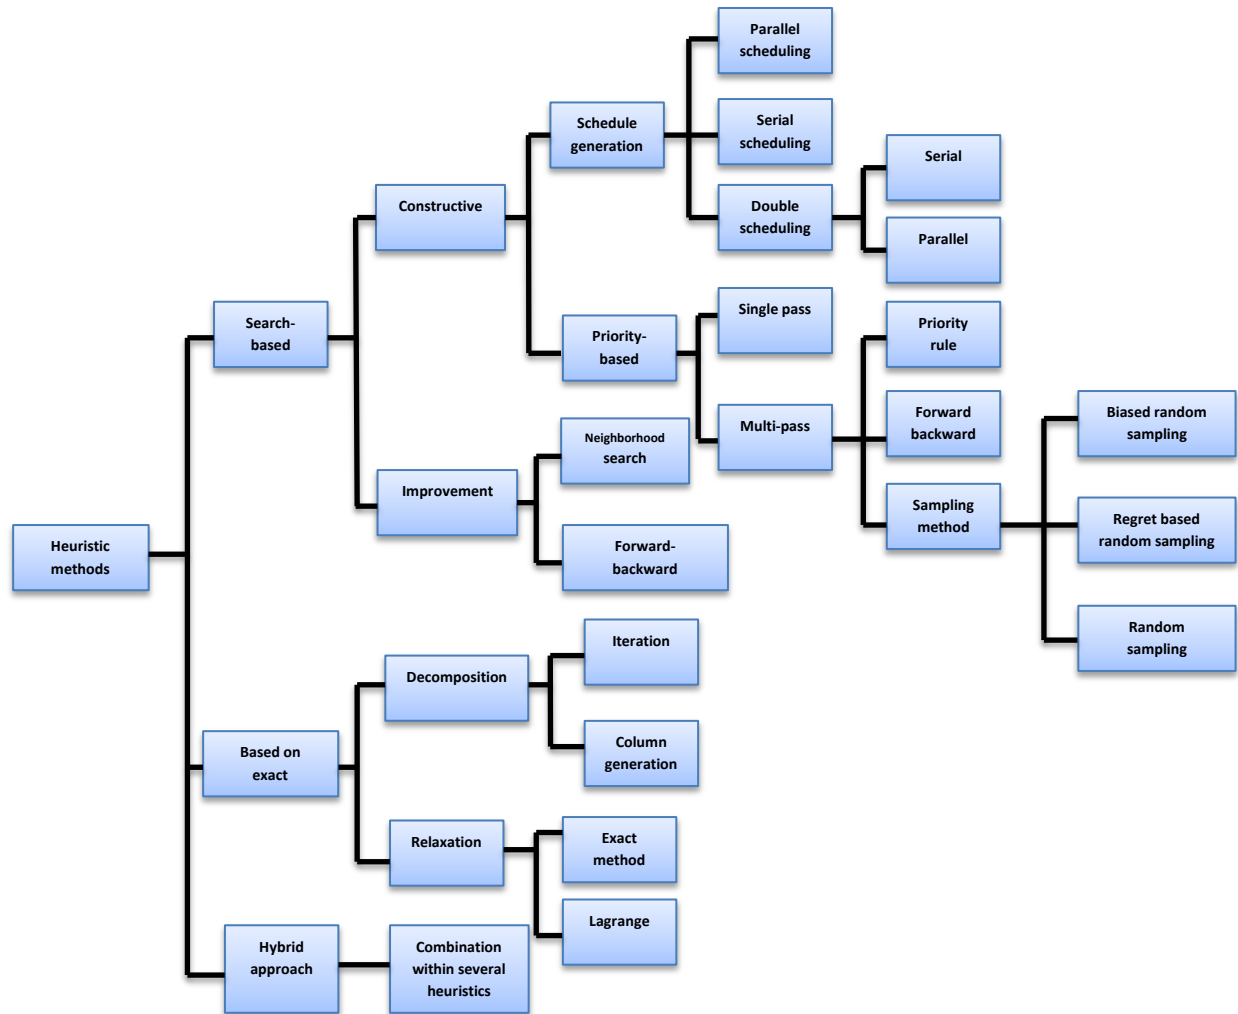 Parallel
scheduling
Schedule
generation
Serial
scheduling
Serial
Constructive
Double
scheduling
Parallel
Search-
based
Single pass
Priority
rule
Priority-
based
Multi-pass
Forward
backward
Biased random
sampling
Neighborhood
search
Improvement
Sampling
method
Regret based
random sampling
Heuristic
methods
Forward-
backward
Random
sampling
Iteration
Decomposition
Based on
exact
Column
generation
Relaxation
Exact
method
Lagrange
Hybrid
approach
Combination
within several
heuristics